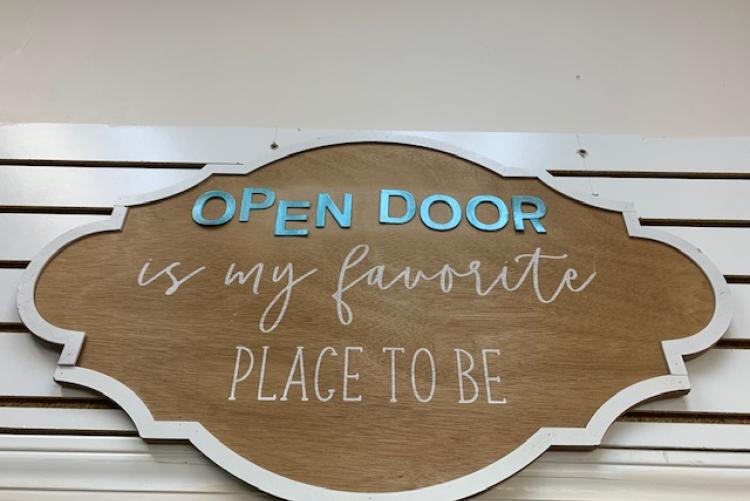 OPEN DOOR
is my favorite
PLACE TO BE